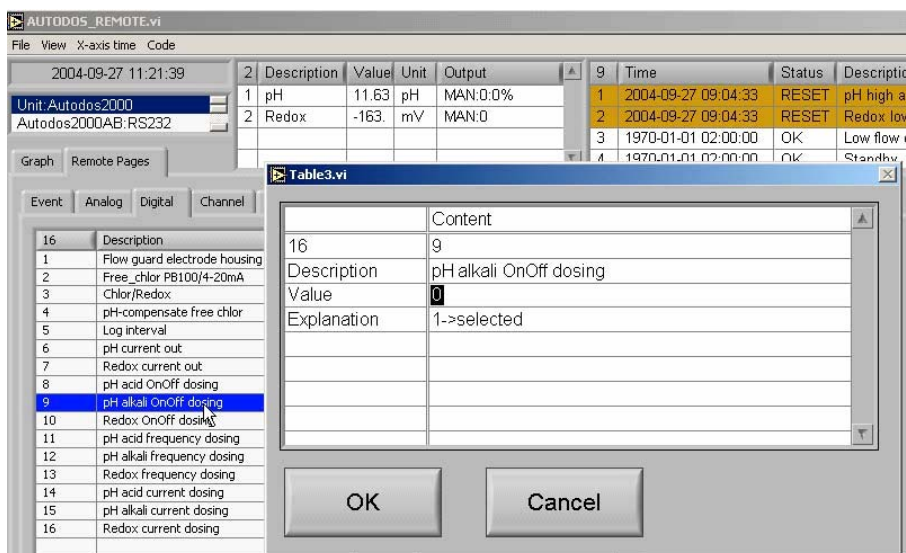 AUTODOS_REMOTE.vi
File View X-axis time Code
2004-09-27 11:21:39
Unit:Autodos2000
Autodos2000AB:RS232
2 Description Value Unit Output
1 pH 11.63 pH MAN:0:0%
2 Redox -163. mV MAN:0
9 Time Status
1 2004-09-27 09:04:33 RESET pH high a
2 2004-09-27 09:04:33 RESET Redox low
3 1970-01-01 02:00:00 OK Low flow
4 1970-01-01 02:00:00 OK Standby
Graph Remote Pages
Event Analog Digital Channel
16 Description
1 Flow guard electrode housing
2 Free_chlor PB100/4-20mA
3 Chlor/Redox
4 pH-compensate free chlor
5 Log interval
6 pH current out
7 Redox current out
8 pH acid OnOff dosing
9 pH alkali OnOff dosing
10 Redox OnOff dosing
11 pH acid frequency dosing
12 pH alkali frequency dosing
13 Redox frequency dosing
14 pH acid current dosing
15 pH alkali current dosing
16 Redox current dosing
Table3.vi
Content
16 9
Description pH alkali OnOff dosing
Value 0
Explanation 1->selected
OK Cancel